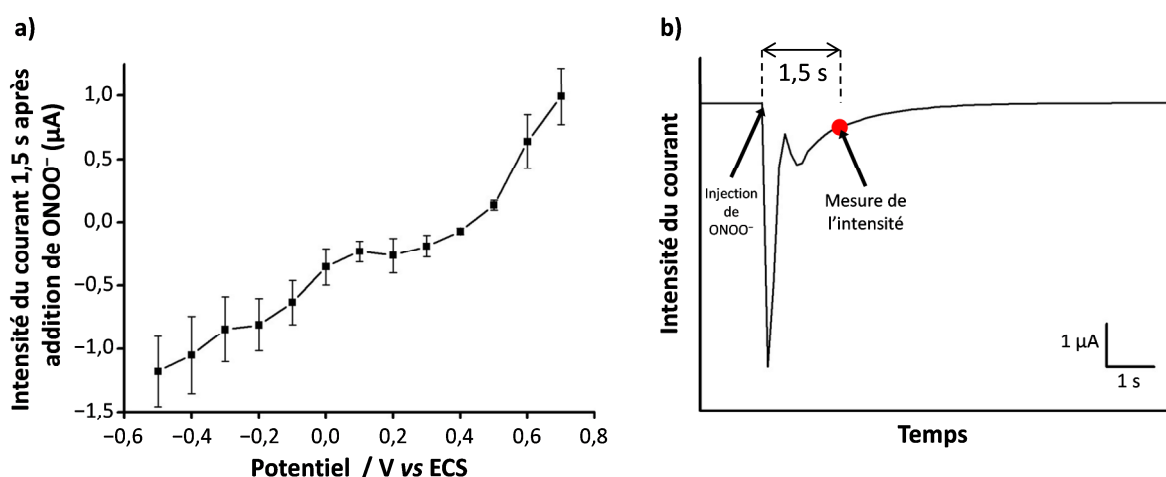 a)
Intensité du courant 1,5 s après
addition de ONOO⁻ (µA)
1,0
0,5
0,0
−0,5
−1,0
−1,5
−0,6 −0,4 −0,2 0,0 0,2 0,4 0,6 0,8
Potentiel / V vs ECS
b)
1,5 s
Intensité du courant
Injection
de
ONOO⁻
Mesure de
l’intensité
1 µA
1 s
Temps